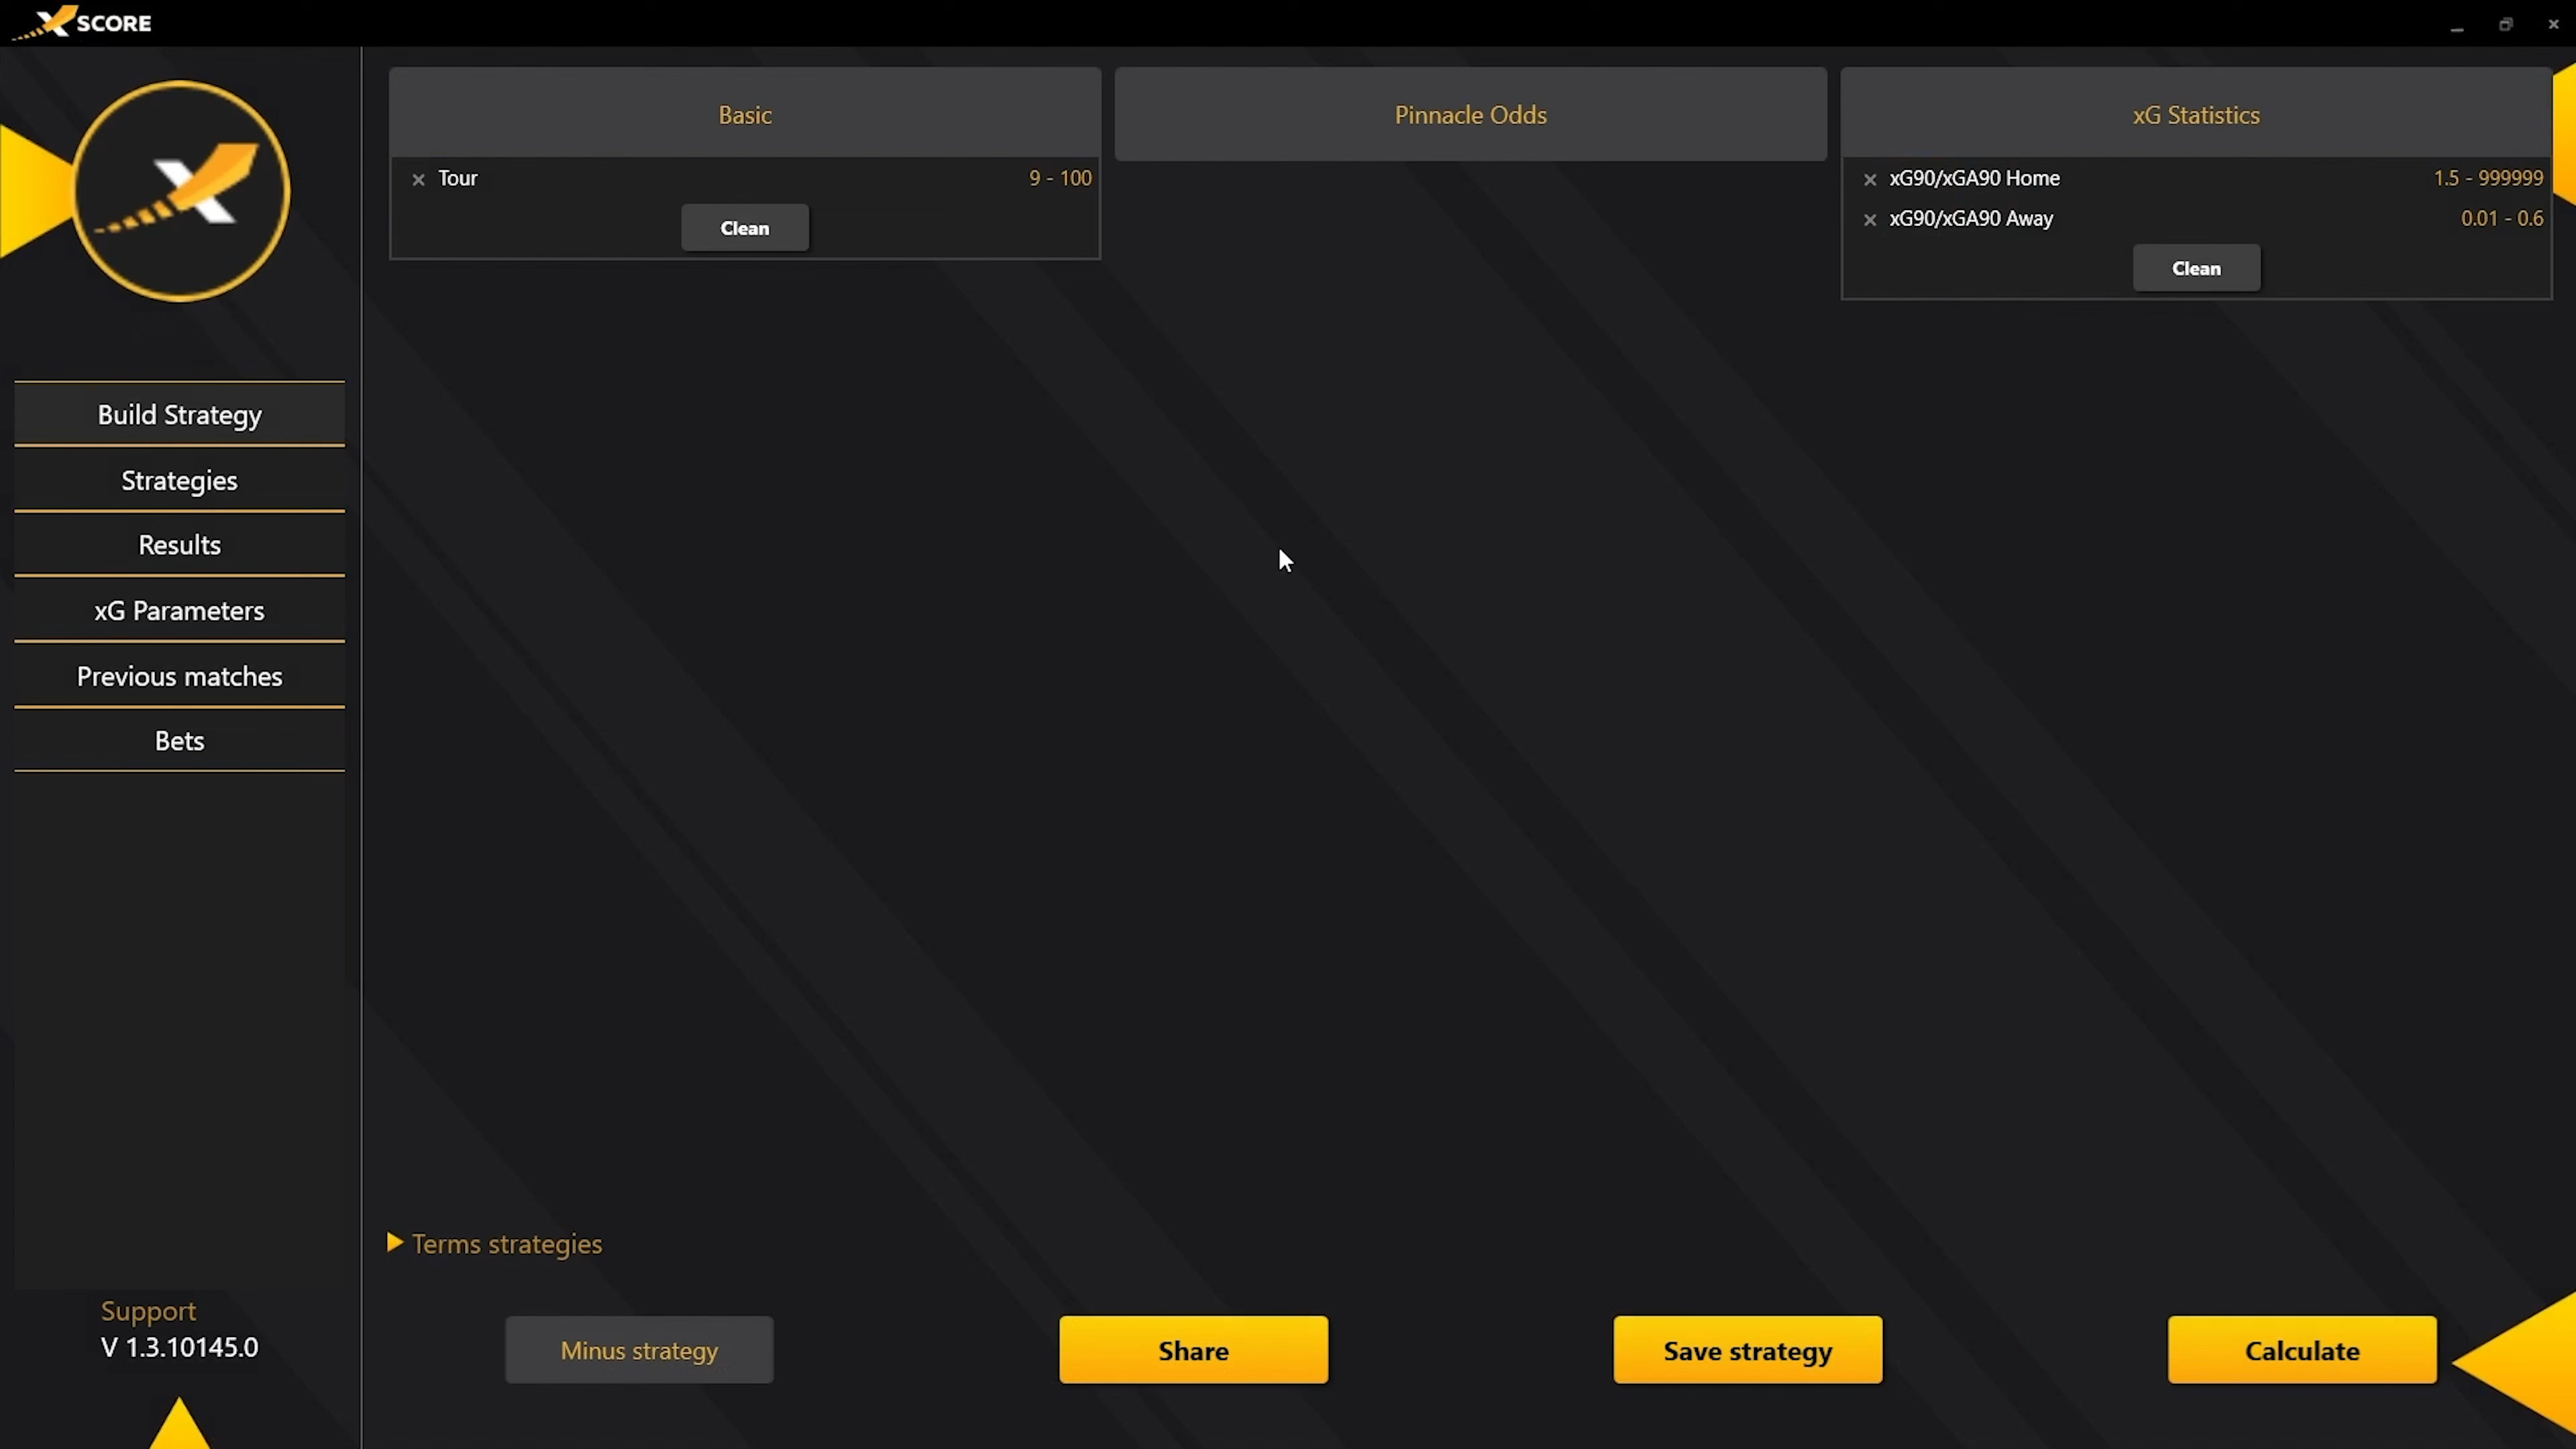 X SCORE
Basic
Pinnacle Odds
xG Statistics
Tour 9 - 100
Clean
xG90/xGA90 Home 1.5 - 999999
xG90/xGA90 Away 0.01 - 0.6
Clean
Build Strategy
Strategies
Results
xG Parameters
Previous matches
Bets
Terms strategies
Support
V 1.3.10145.0
Minus strategy
Share
Save strategy
Calculate